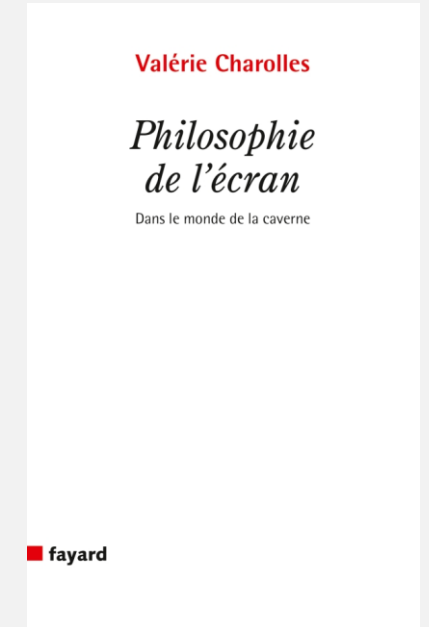 Valérie Charolles
Philosophie
de l’écran
Dans le monde de la caverne
fayard